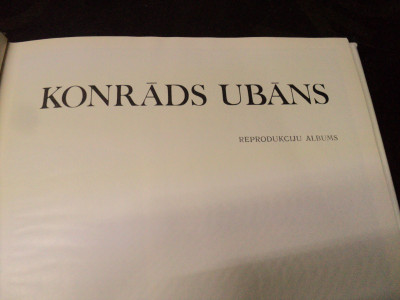 KONRĀDS UBĀNS
REPRODUKCIJU ALBUMS